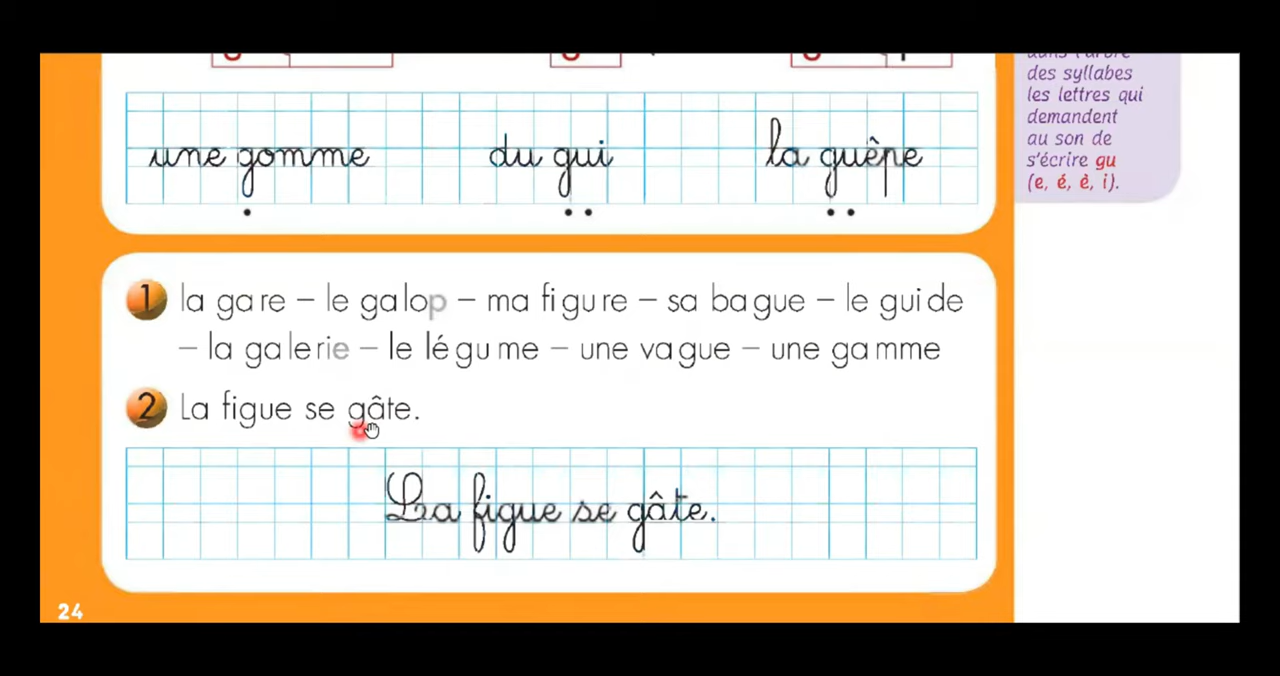 des syllabes
les lettres qui
demandent
au son de
s'écrire gu
(e, é, è, i).
une gomme du gui la guêpe
1 la gare – le galop – ma figure – sa bague – le guide
– la galerie – le légume – une vague – une gamme
2 La figue se gâte.
La figue se gâte.
24